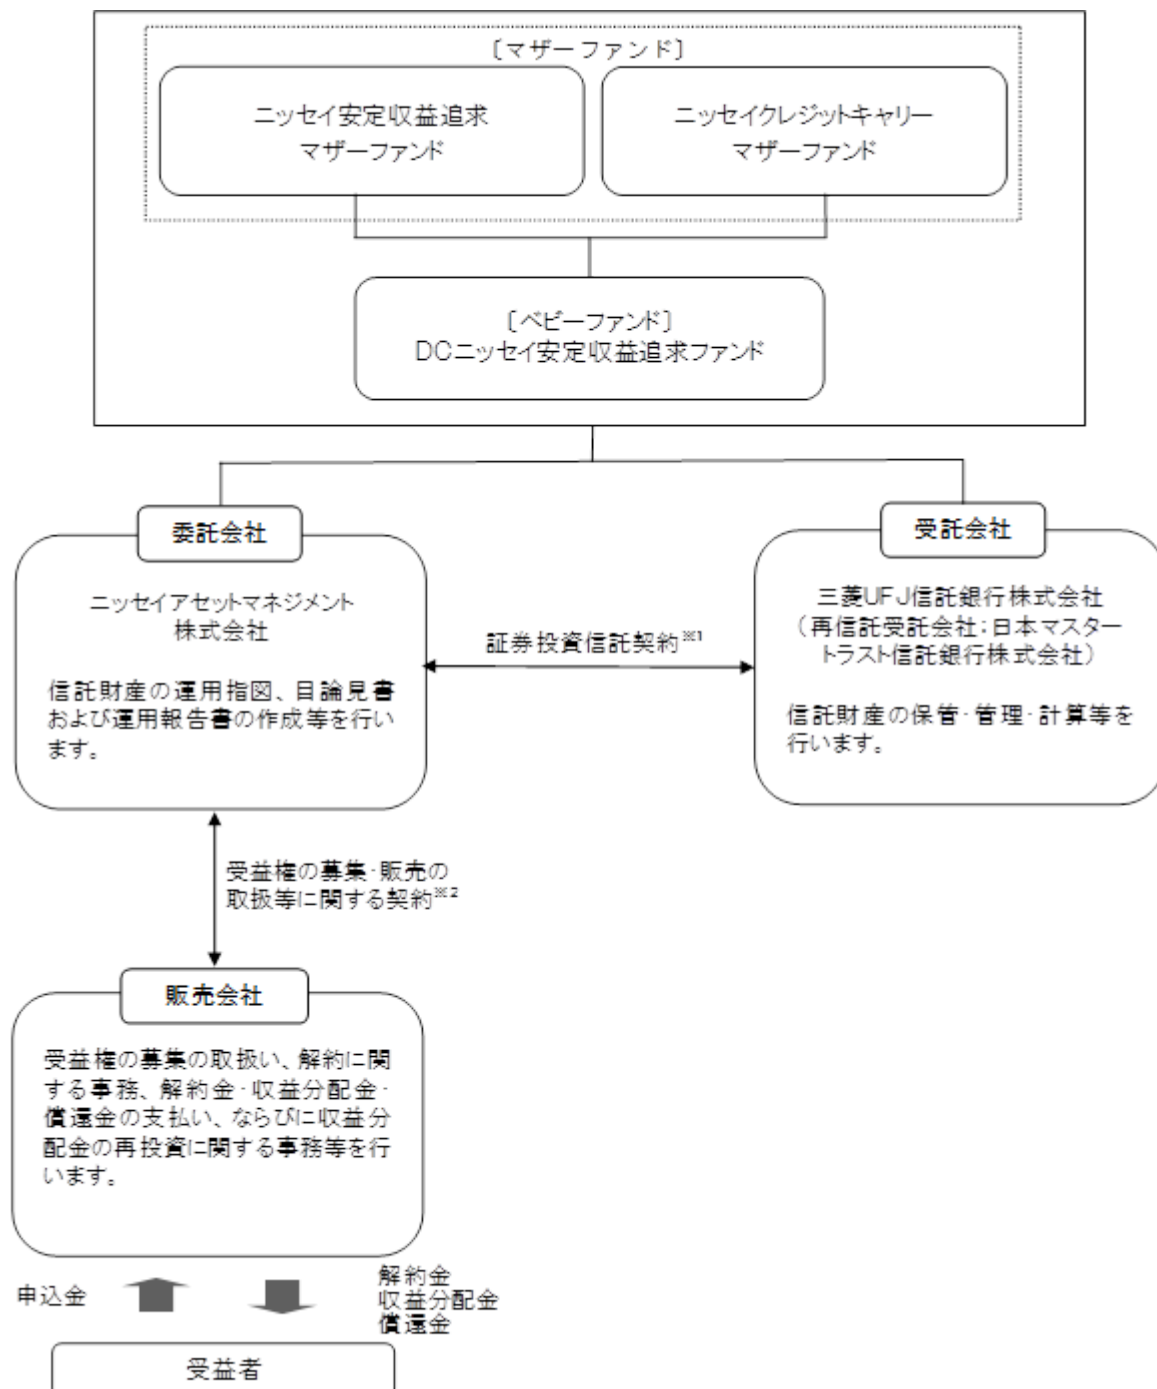 〔マザーファンド〕
ニッセイ安定収益追求
マザーファンド
ニッセイクレジットキャリー
マザーファンド
〔ベビーファンド〕
DCニッセイ安定収益追求ファンド
委託会社
ニッセイアセットマネジメント
株式会社
信託財産の運用指図、目論見書
および運用報告書の作成等を行い
ます。
証券投資信託契約※1
受託会社
三菱UFJ信託銀行株式会社
（再信託受託会社：日本マスター
トラスト信託銀行株式会社）
信託財産の保管・管理・計算等を
行います。
受益権の募集・販売の
取扱等に関する契約※2
販売会社
受益権の募集の取扱い、解約に関
する事務、解約金・収益分配金・
償還金の支払い、ならびに収益分
配金の再投資に関する事務等を行
います。
申込金
解約金
収益分配金
償還金
受益者